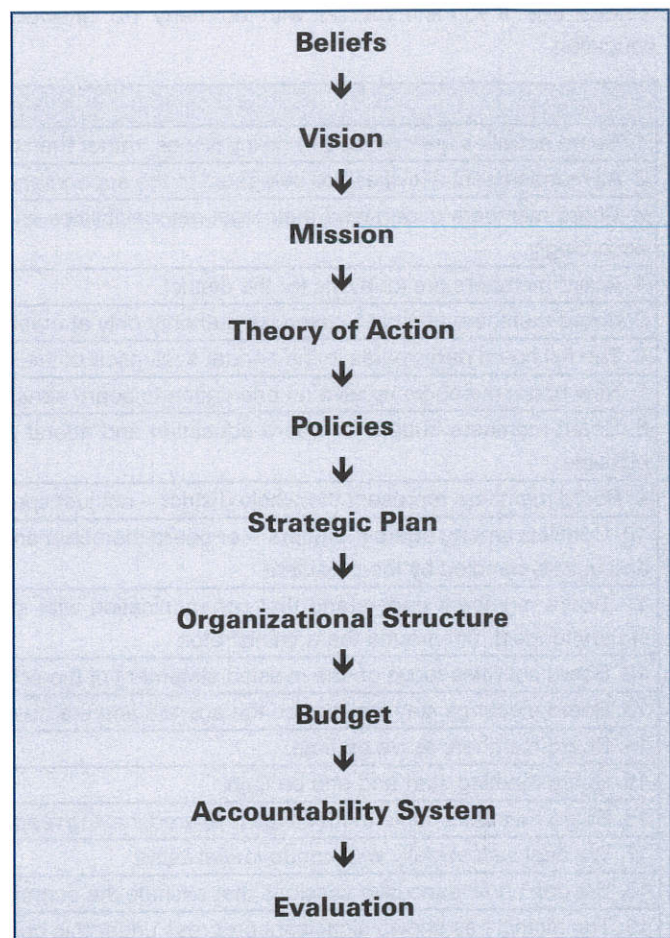 Beliefs
Vision
Mission
Theory of Action
Policies
Strategic Plan
Organizational Structure
Budget
Accountability System
Evaluation